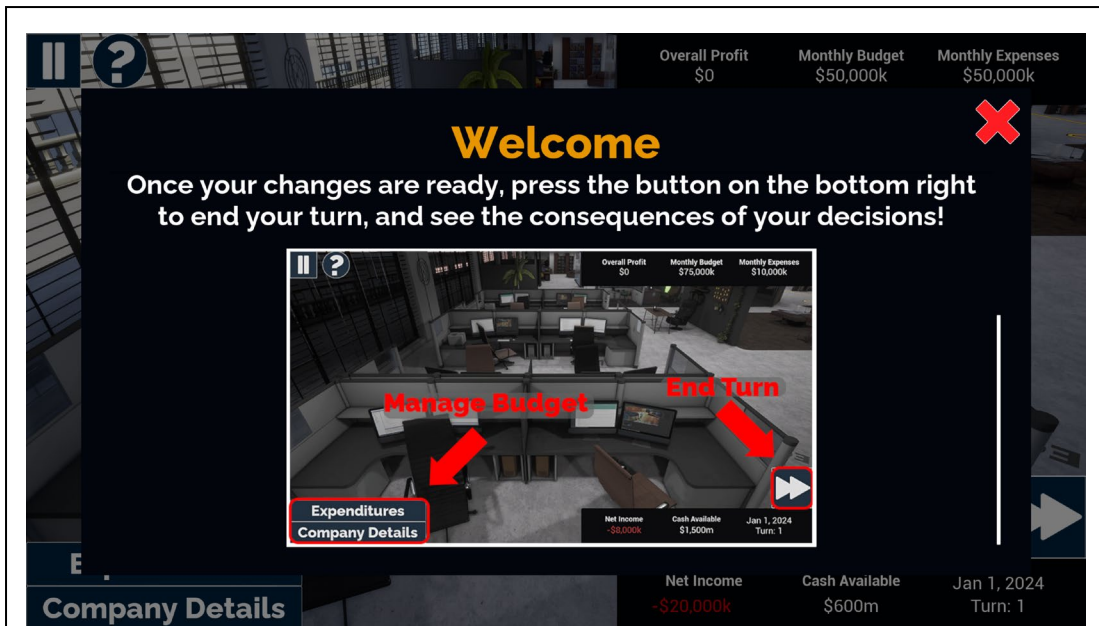 ?
Overall Profit
$0
Monthly Budget
$50,000k
Monthly Expenses
$50,000k
Welcome
Once your changes are ready, press the button on the bottom right
to end your turn, and see the consequences of your decisions!
?
Overall Profit
$0
Monthly Budget
$75,000k
Monthly Expenses
$10,000k
Manage Budget
End Turn
Expenditures
Company Details
Net Income
-$8,000k
Cash Available
$1,500m
Jan 1, 2024
Turn: 1
Company Details
Net Income
-$20,000k
Cash Available
$600m
Jan 1, 2024
Turn: 1